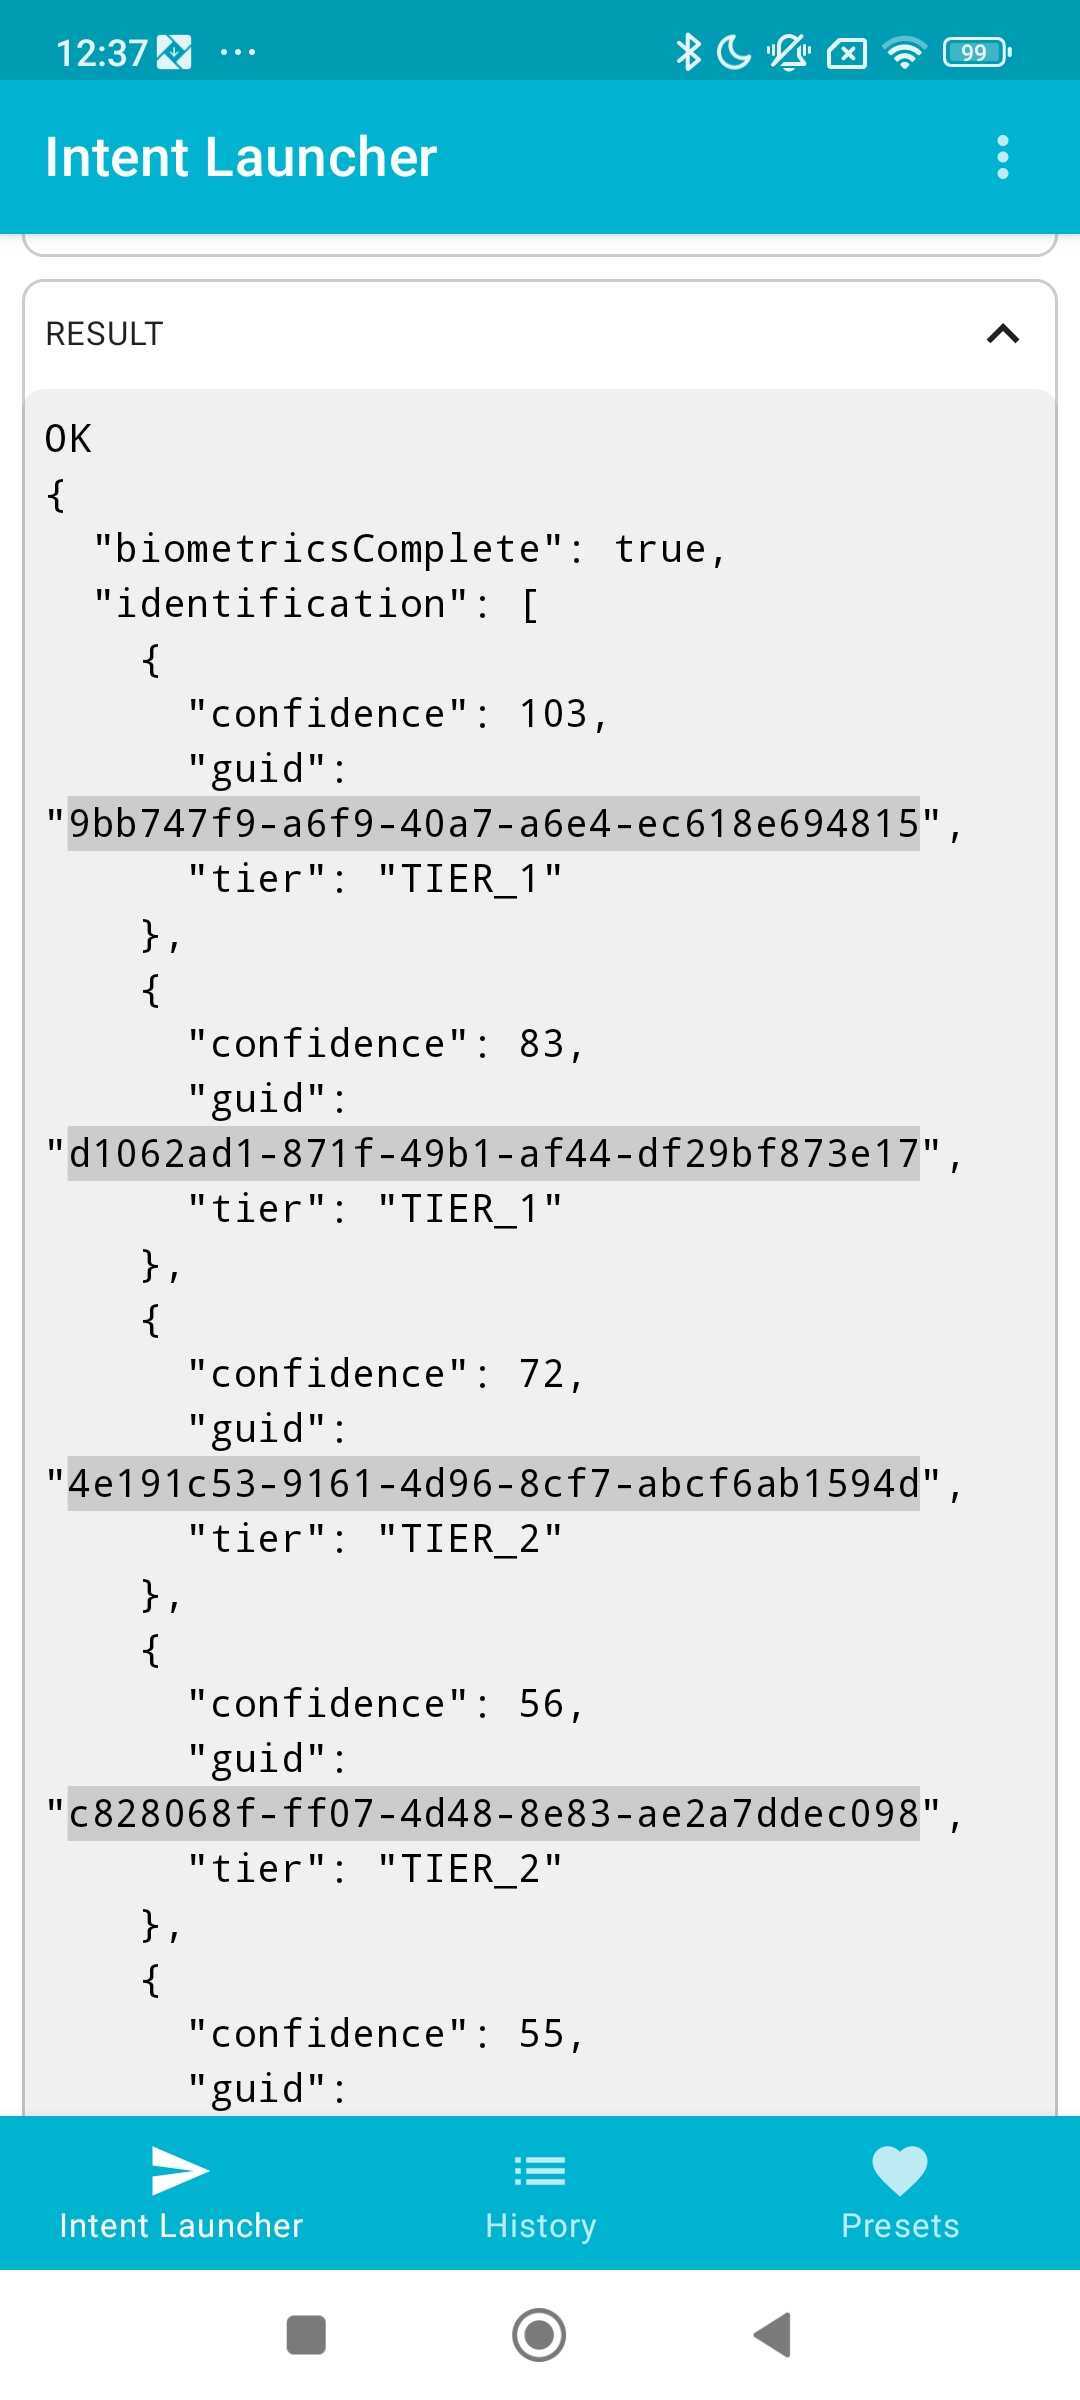 12:37
99
Intent Launcher
RESULT
OK
{
"biometricsComplete": true,
"identification": [
{
"confidence": 103,
"guid":
"9bb747f9-a6f9-40a7-a6e4-ec618e694815",
"tier": "TIER_1"
},
{
"confidence": 83,
"guid":
"d1062ad1-871f-49b1-af44-df29bf873e17",
"tier": "TIER_1"
},
{
"confidence": 72,
"guid":
"4e191c53-9161-4d96-8cf7-abcf6ab1594d",
"tier": "TIER_2"
},
{
"confidence": 56,
"guid":
"c828068f-ff07-4d48-8e83-ae2a7ddec098",
"tier": "TIER_2"
},
{
"confidence": 55,
"guid":
Intent Launcher
History
Presets